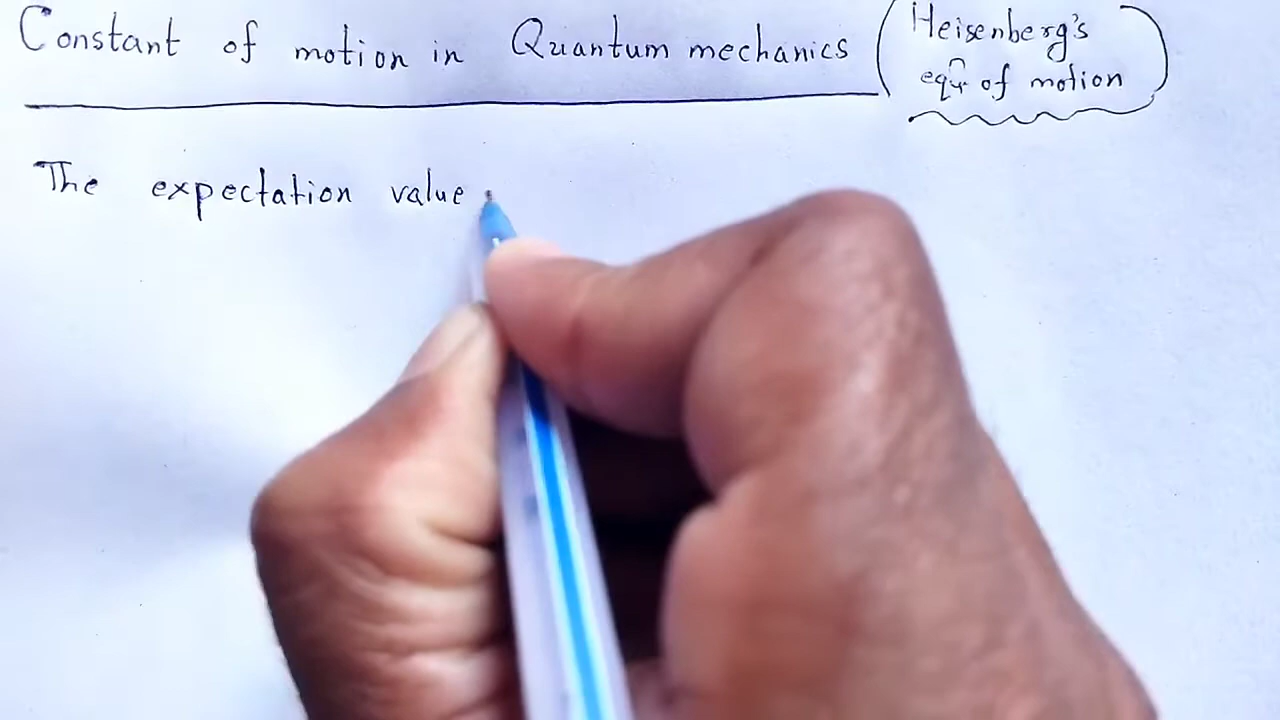 Constant of motion in Quantum mechanics (Heisenberg's
eqn of motion)
The expectation value